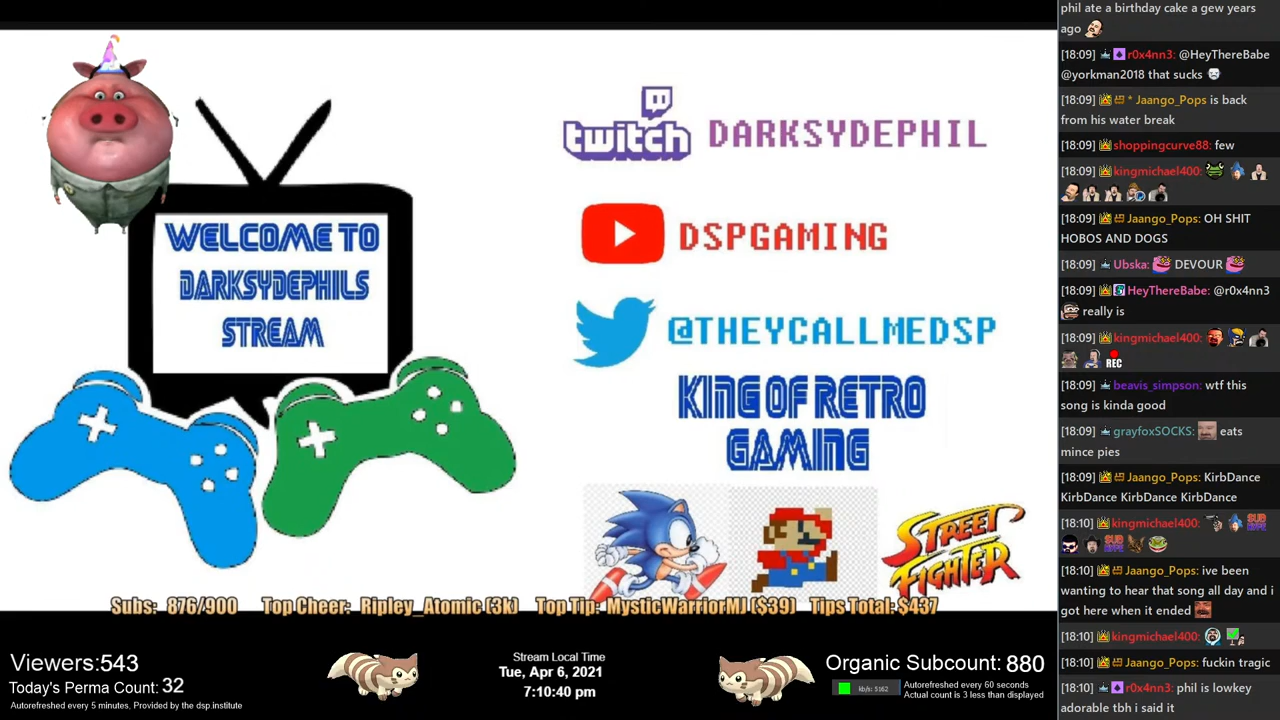 WELCOME TO
DARKSYDEPHILS
STREAM
twitch DARKSYDEPHIL
DSPGAMING
@THEYCALLMEDSP
KING OF RETRO
GAMING
STREET
FIGHTER
Subs: 876/900 Top Cheer: Ripley_Atomic (3k) Top Tip: MysticWarriorMJ ($39) Tips Total: $437
Viewers:543
Today's Perma Count: 32
Autorefreshed every 5 minutes, Provided by the dsp.institute
Stream Local Time
Tue, Apr 6, 2021
7:10:40 pm
Organic Subcount: 880
kb/s: 5162
Autorefreshed every 60 seconds
Actual count is 3 less than displayed
phil ate a birthday cake a gew years
ago
[18:09] r0x4nn3: @HeyThereBabe
@yorkman2018 that sucks
[18:09] * Jaango_Pops is back
from his water break
[18:09] shoppingcurve88: few
[18:09] kingmichael400:
[18:09] Jaango_Pops: OH SHIT
HOBOS AND DOGS
[18:09] Ubska: DEVOUR
[18:09] HeyThereBabe: @r0x4nn3
really is
[18:09] kingmichael400:
REC
[18:09] beavis_simpson: wtf this
song is kinda good
[18:09] grayfoxSOCKS: eats
mince pies
[18:09] Jaango_Pops: KirbDance
KirbDance KirbDance KirbDance
[18:10] kingmichael400: SUB
HYPE
SUB
HYPE
[18:10] Jaango_Pops: ive been
wanting to hear that song all day and i
got here when it ended
[18:10] kingmichael400:
[18:10] Jaango_Pops: fuckin tragic
[18:10] r0x4nn3: phil is lowkey
adorable tbh i said it